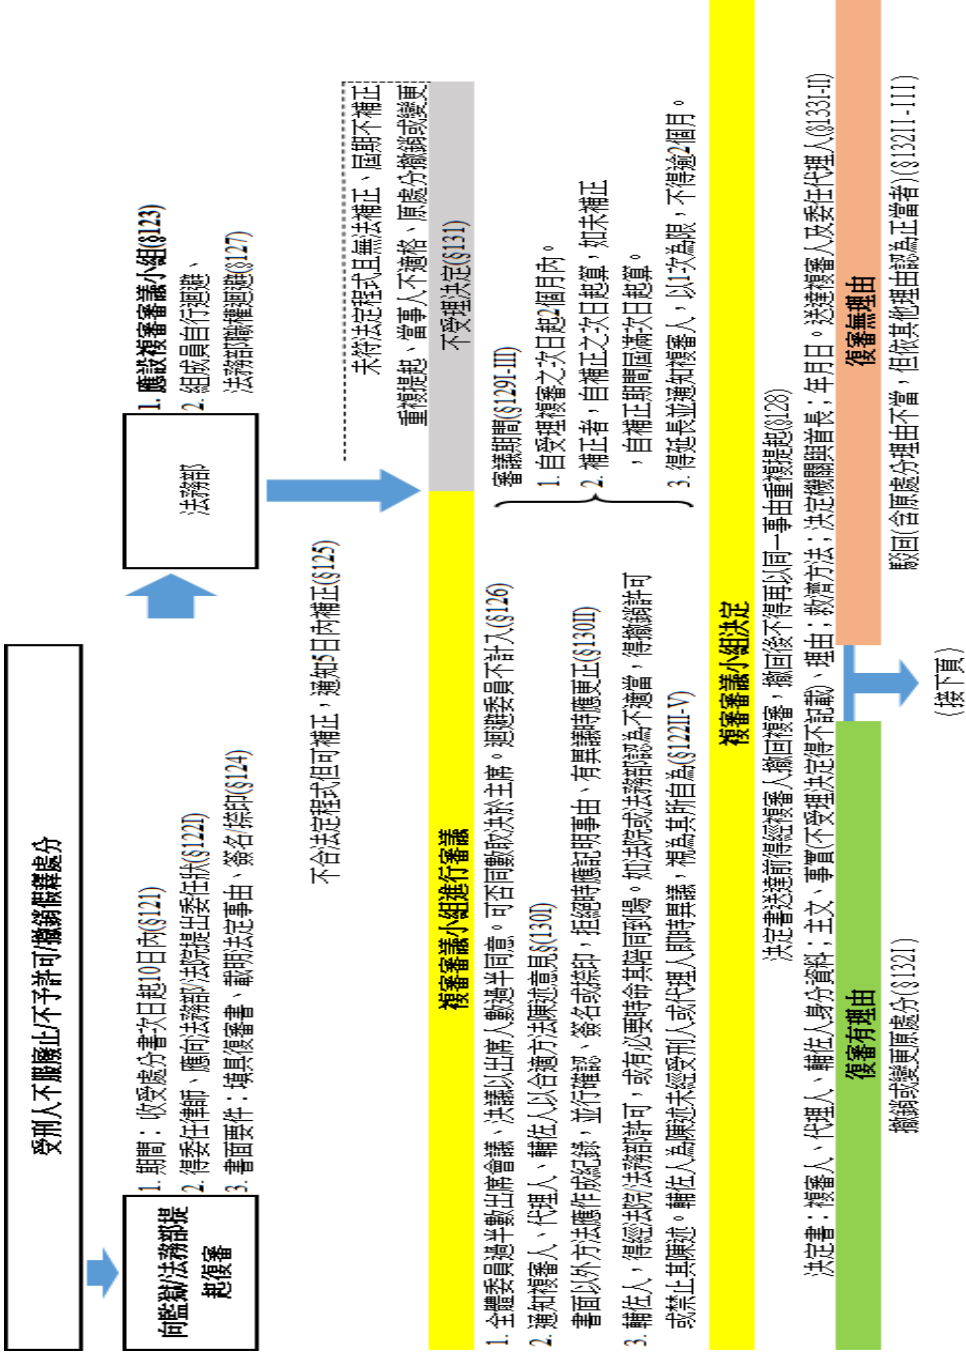 受刑人不服廢止/不予許可/撤銷假釋處分
向監獄/法務部提
起復審
1. 期間：收受處分書次日起10日內(§121)
2. 得委任律師、應向法務部/法院提出委任狀(§122I)
3. 書面要件：填具復審書、載明法定事由、簽名/捺印(§124)
法務部
1. 應設複審審議小組(§123)
2. 組成員自行迴避、
法務部職權迴避(§127)
不合法定程式但可補正，通知5日內補正(§125)
未符法定程式且無法補正、屆期不補正
重複提起、當事人不適格、原處分撤銷或變更
複審審議小組進行審議
不受理決定(§131)
1. 全體委員過半數出席會議、決議以出席人數過半同意。可否同數取決於主席。迴避委員不計入(§126)
2. 通知複審人、代理人、輔佐人以合適方法陳述意見§(130I)
書面以外方法應作成紀錄，並行確認、簽名或捺印，拒絕時應記明事由、有異議時應更正(§130II)
3. 輔佐人，得經法院/法務部許可，或有必要時命其陪同到場。如法院或法務部認為不適當，得撤銷許可
或禁止其陳述。輔佐人為陳述未經受刑人或代理人即時異議，視為其所自為(§122II-V)
審議期間(§129I-III)
1. 自受理複審之次日起2個月內。
2. 補正者，自補正之次日起算，如未補正
，自補正期間屆滿次日起算。
3. 得延長並通知複審人，以1次為限，不得逾2個月。
複審審議小組決定
決定書送達前得經複審人撤回複審，撤回後不得再以同一事由重複提起(§128)
決定書：複審人、代理人、輔佐人身分資料；主文、事實(不受理決定得不記載)、理由；救濟方法；決定機關與首長；年月日。送達複審人及委任代理人(§133I-II)
復審有理由
復審無理由
撤銷或變更原處分(§132I)
駁回(含原處分理由不當，但依其他理由認為正當者)(§132II-III)
(接下頁)